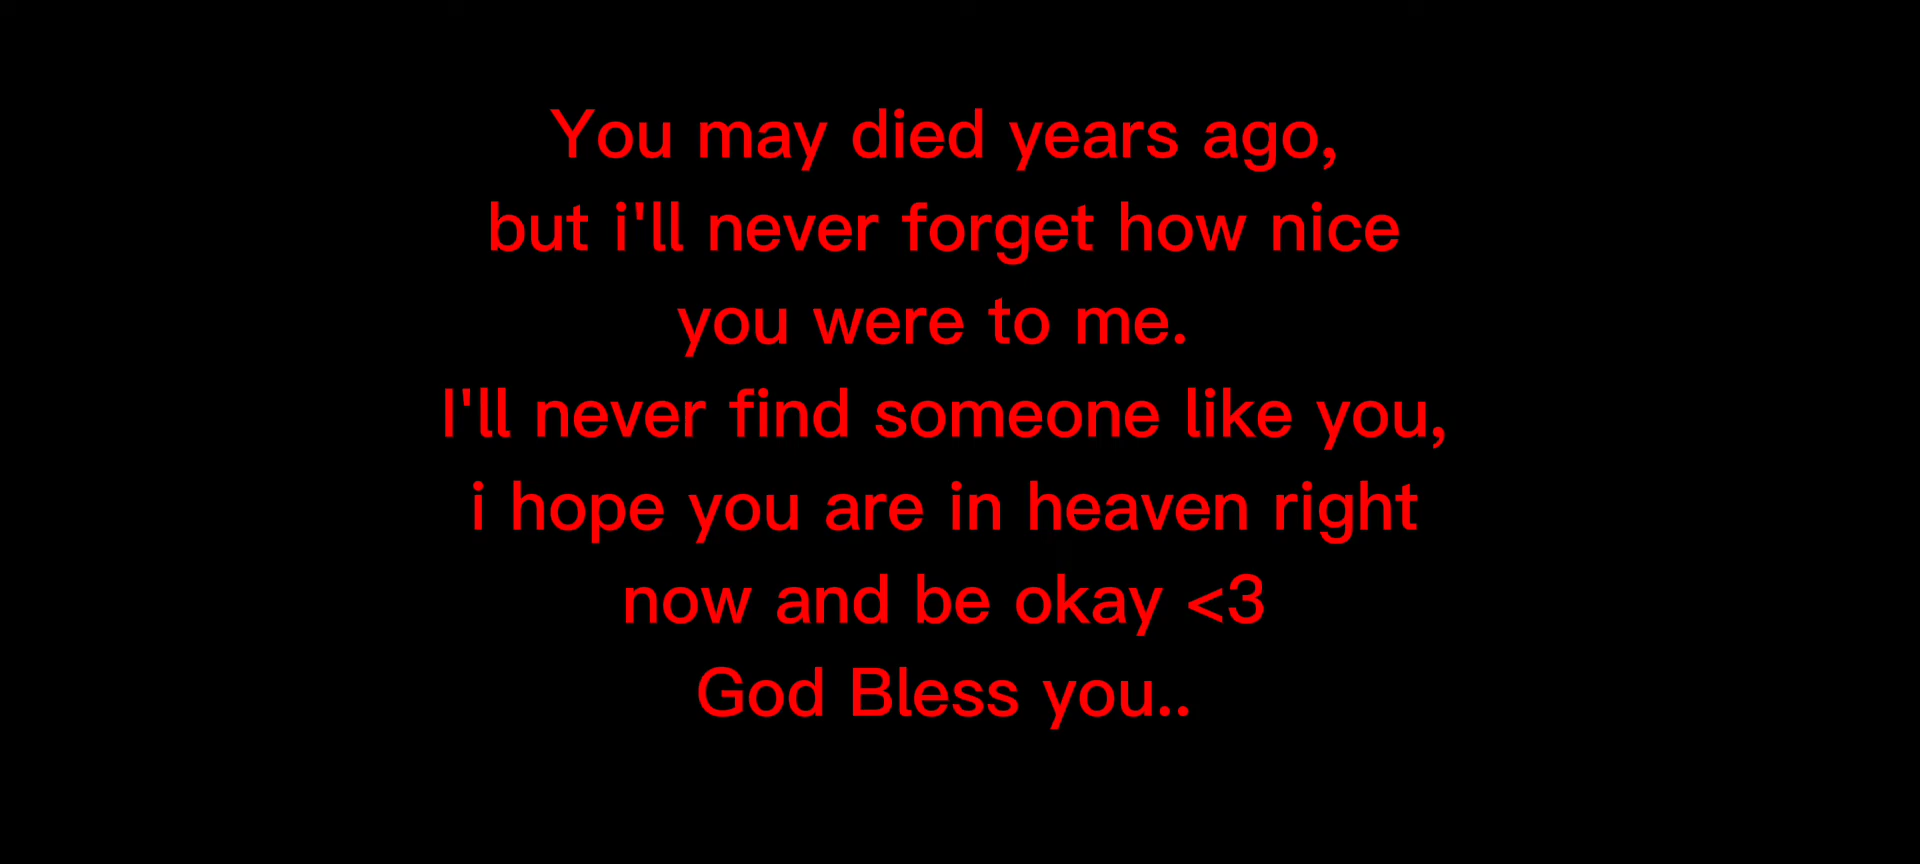 You may died years ago,
but i'll never forget how nice
you were to me.
I'll never find someone like you,
i hope you are in heaven right
now and be okay <3
God Bless you..